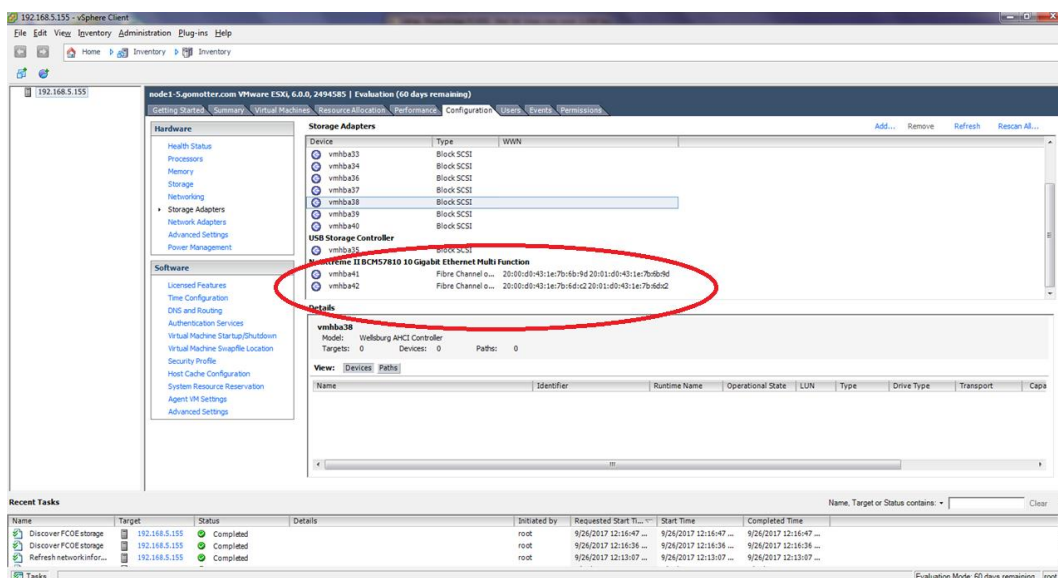 192.168.5.155 - vSphere Client
File Edit View Inventory Administration Plug-ins Help
Home Inventory Inventory
192.168.5.155
node1-5.gomotter.com VMware ESXi, 6.0.0, 2494585 | Evaluation (60 days remaining)
Getting Started Summary Virtual Machines Resource Allocation Performance Configuration Users Events Permissions
Hardware
Health Status
Processors
Memory
Storage
Networking
Storage Adapters
Network Adapters
Advanced Settings
Power Management
Software
Licensed Features
Time Configuration
DNS and Routing
Authentication Services
Virtual Machine Startup/Shutdown
Virtual Machine Swapfile Location
Security Profile
Host Cache Configuration
System Resource Reservation
Agent VM Settings
Advanced Settings
Storage Adapters Add... Remove Refresh Rescan All...
Device Type WWN
vmhba33 Block SCSI
vmhba34 Block SCSI
vmhba36 Block SCSI
vmhba37 Block SCSI
vmhba38 Block SCSI
vmhba39 Block SCSI
vmhba40 Block SCSI
USB Storage Controller
vmhba35 Block SCSI
II BCM57810 10 Gigabit Ethernet Multi Function
vmhba41 Fibre Channel o... 20:00:d0:43:1e:7b:6b:9d 20:01:d0:43:1e:7b:6b:9d
vmhba42 Fibre Channel o... 20:00:d0:43:1e:7b:6d:c2 20:01:d0:43:1e:7b:6d:c2
Details
vmhba38
Model: Wellsburg AHCI Controller
Targets: 0 Devices: 0 Paths: 0
View: Devices Paths
Name Identifier Runtime Name Operational State LUN Type Drive Type Transport Capa
Recent Tasks Name, Target or Status contains: Clear
Name Target Status Details Initiated by Requested Start Ti... Start Time Completed Time
Discover FCOE storage 192.168.5.155 Completed root 9/26/2017 12:16:47 ... 9/26/2017 12:16:47 ... 9/26/2017 12:16:47 ...
Discover FCOE storage 192.168.5.155 Completed root 9/26/2017 12:16:36 ... 9/26/2017 12:16:36 ... 9/26/2017 12:16:36 ...
Refresh network infor... 192.168.5.155 Completed root 9/26/2017 12:13:07 ... 9/26/2017 12:13:07 ... 9/26/2017 12:13:07 ...
Tasks Evaluation Mode: 60 days remaining root